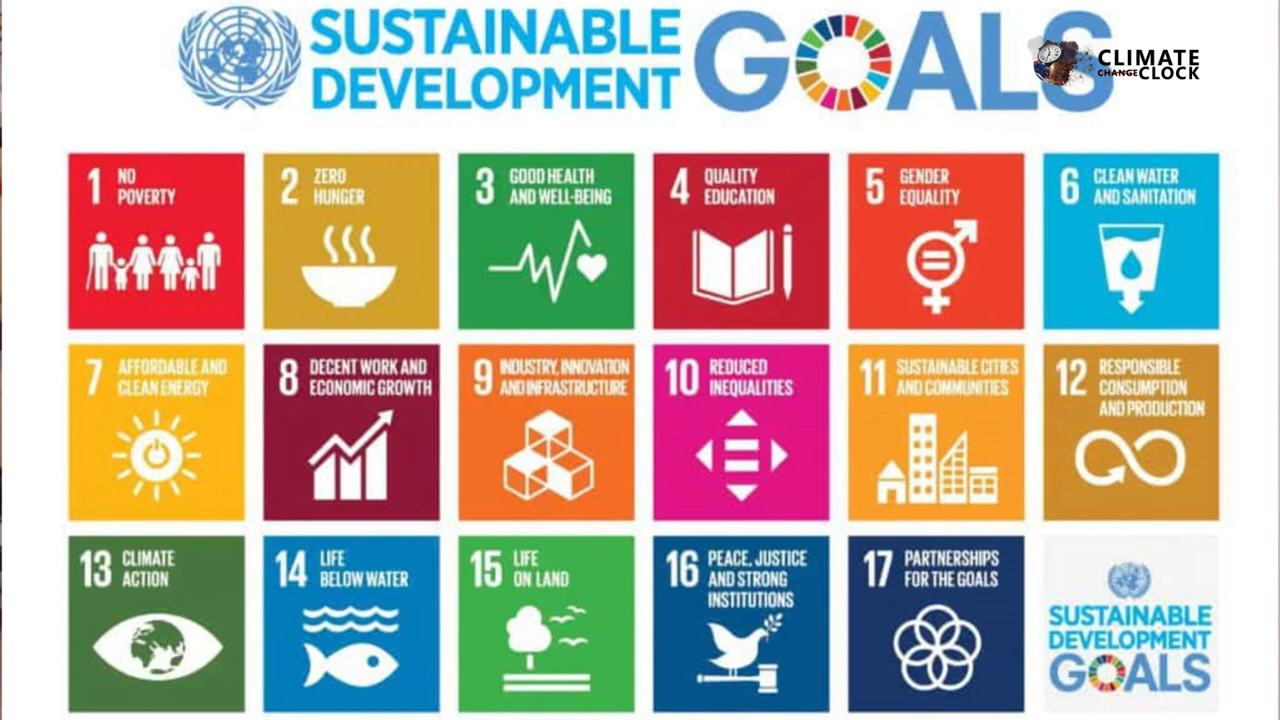 SUSTAINABLE
DEVELOPMENT
GOALS
CLIMATE
CHANGE CLOCK
1 NO
POVERTY
2 ZERO
HUNGER
3 GOOD HEALTH
AND WELL-BEING
4 QUALITY
EDUCATION
5 GENDER
EQUALITY
6 CLEAN WATER
AND SANITATION
7 AFFORDABLE AND
CLEAN ENERGY
8 DECENT WORK AND
ECONOMIC GROWTH
9 INDUSTRY, INNOVATION
AND INFRASTRUCTURE
10 REDUCED
INEQUALITIES
11 SUSTAINABLE CITIES
AND COMMUNITIES
12 RESPONSIBLE
CONSUMPTION
AND PRODUCTION
13 CLIMATE
ACTION
14 LIFE
BELOW WATER
15 LIFE
ON LAND
16 PEACE, JUSTICE
AND STRONG
INSTITUTIONS
17 PARTNERSHIPS
FOR THE GOALS
SUSTAINABLE
DEVELOPMENT
GOALS